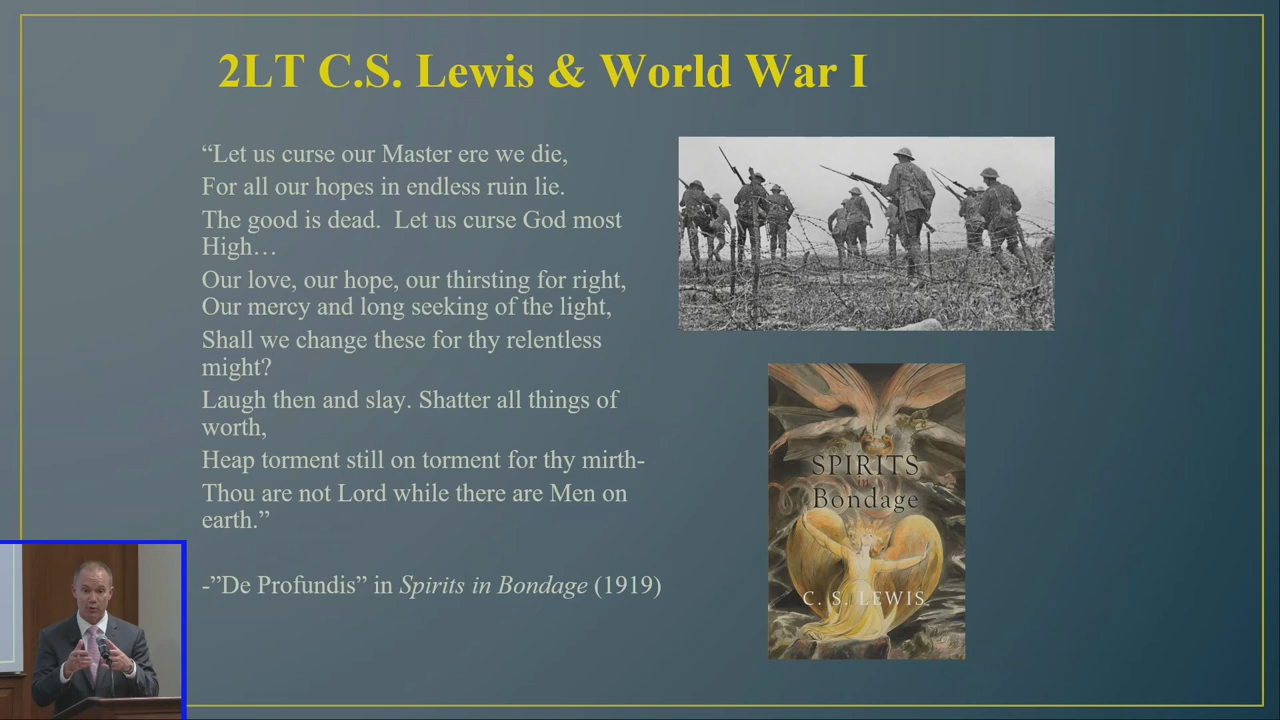 2LT C.S. Lewis & World War I
“Let us curse our Master ere we die,
For all our hopes in endless ruin lie.
The good is dead.  Let us curse God most
High…
Our love, our hope, our thirsting for right,
Our mercy and long seeking of the light,
Shall we change these for thy relentless
might?
Laugh then and slay. Shatter all things of
worth,
Heap torment still on torment for thy mirth-
Thou are not Lord while there are Men on
earth.”
-”De Profundis” in Spirits in Bondage (1919)
SPIRITS
in
Bondage
C. S. LEWIS